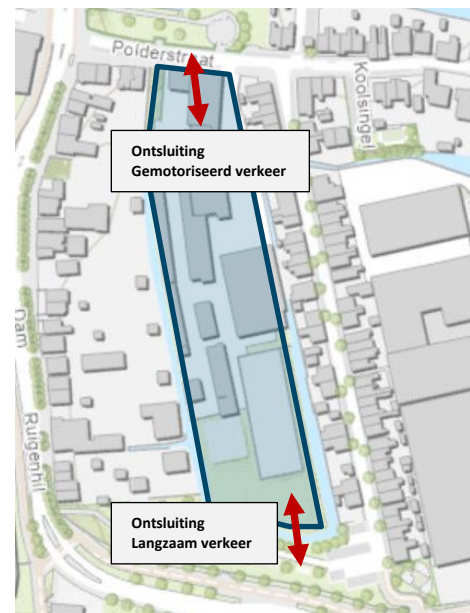 Polderstraat
Koolsingel
Ontsluiting
Gemotoriseerd verkeer
Dam
Ruigenhil
Ontsluiting
Langzaam verkeer